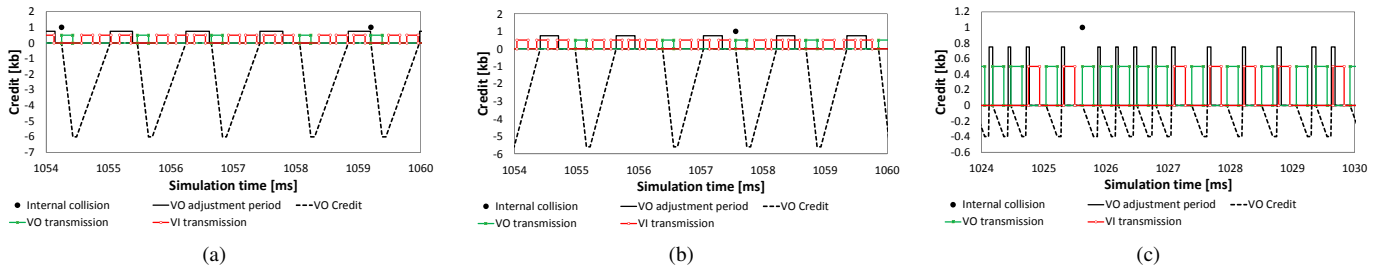 Credit [kb]
2
1
0
-1
-2
-3
-4
-5
-6
-7
1054 1055 1056 1057 1058 1059 1060
Simulation time [ms]
Internal collision VO adjustment period VO Credit
VO transmission VI transmission
(a)
Credit [kb]
2
1
0
-1
-2
-3
-4
-5
-6
1054 1055 1056 1057 1058 1059 1060
Simulation time [ms]
Internal collision VO adjustment period VO Credit
VO transmission VI transmission
(b)
Credit [kb]
1.2
1
0.8
0.6
0.4
0.2
0
-0.2
-0.4
-0.6
1024 1025 1026 1027 1028 1029 1030
Simulation time [ms]
Internal collision VO adjustment period VO Credit
VO transmission VI transmission
(c)